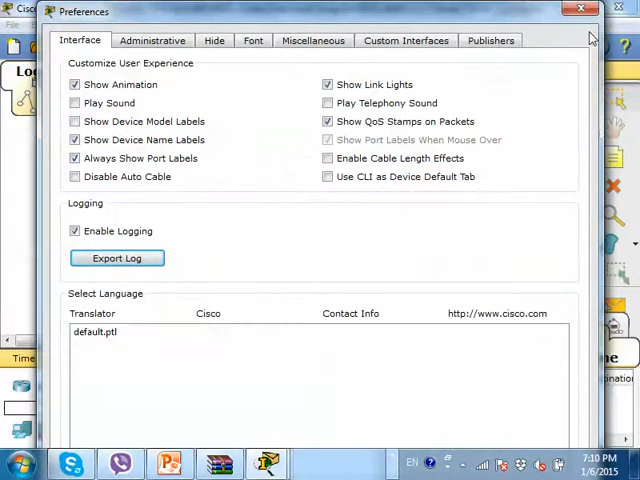 Cisco
Preferences
File
Interface
Administrative
Hide
Font
Miscellaneous
Custom Interfaces
Publishers
Customize User Experience
Show Animation
Show Link Lights
Play Sound
Play Telephony Sound
Show Device Model Labels
Show QoS Stamps on Packets
Show Device Name Labels
Show Port Labels When Mouse Over
Always Show Port Labels
Enable Cable Length Effects
Disable Auto Cable
Use CLI as Device Default Tab
Logging
Enable Logging
Export Log
Select Language
Translator
Cisco
Contact Info
http://www.cisco.com
default.ptl
Time
EN
7:10 PM
1/6/2015